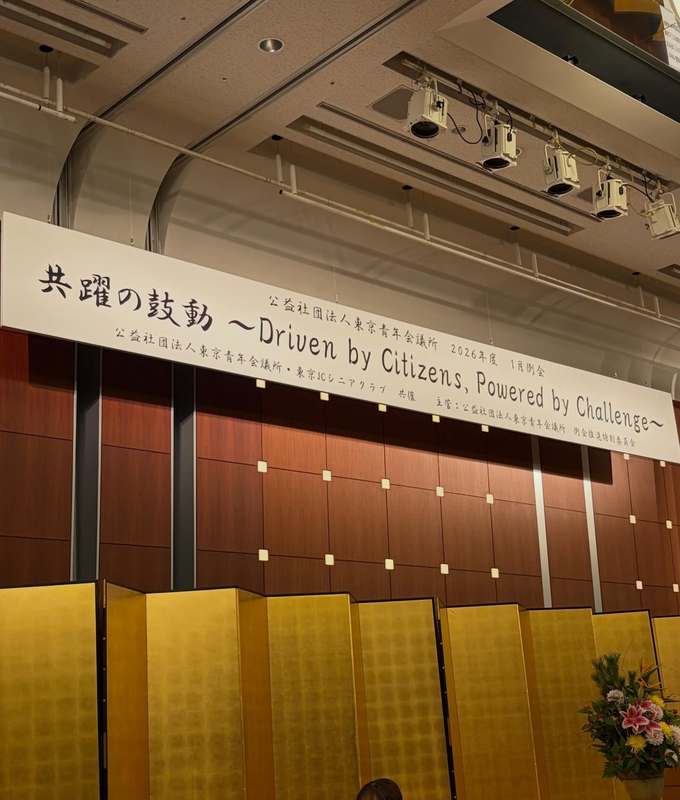 公益社団法人東京青年会議所 2026年度 1月例会
共躍の鼓動 ～Driven by Citizens, Powered by Challenge～
公益社団法人東京青年会議所・東京JCシニアクラブ 共催 主管：公益社団法人東京青年会議所 例会推進特別委員会